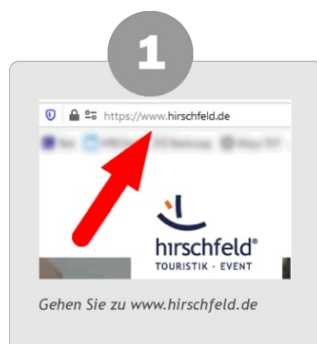 1
https://www.hirschfeld.de
hirschfeld®
TOURISTIK · EVENT
Gehen Sie zu www.hirschfeld.de